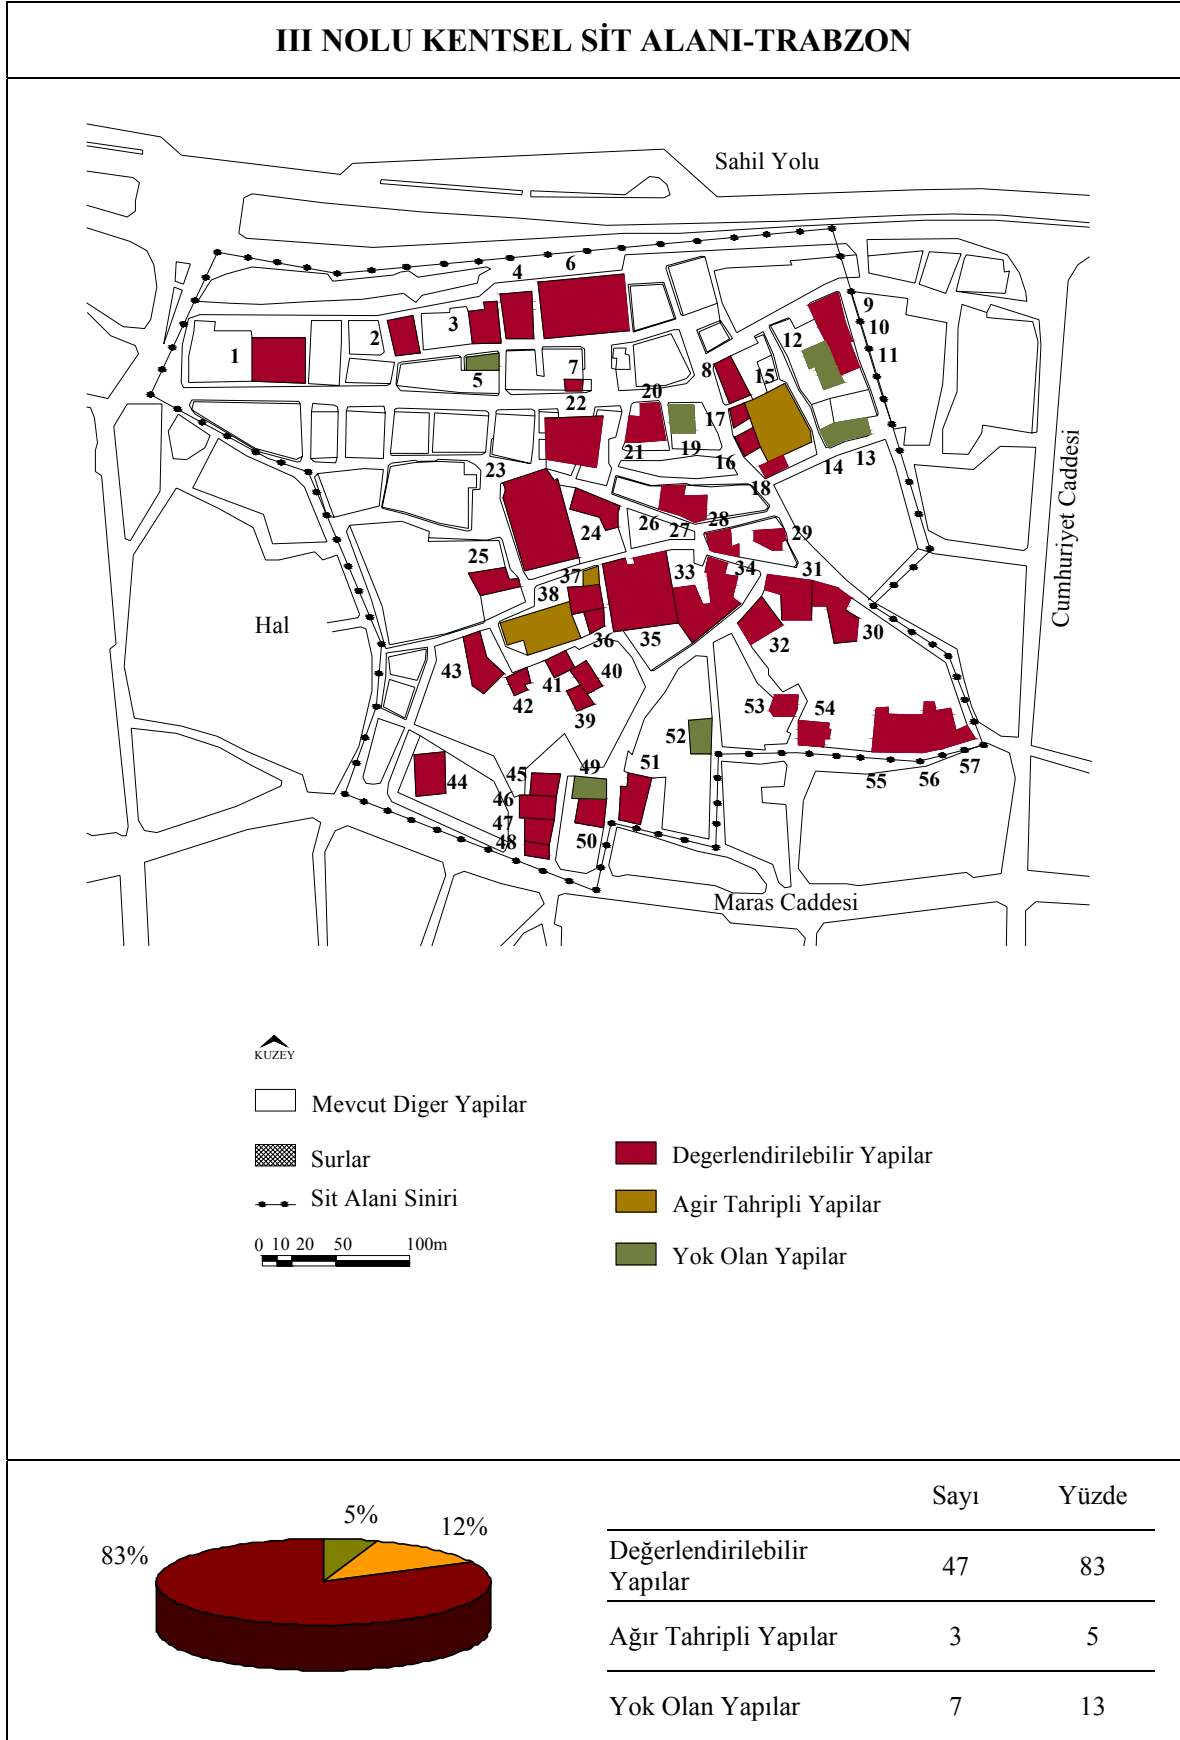 III NOLU KENTSEL SİT ALANI-TRABZON
Sahil Yolu
4 6
9
10
11
12
2 3
1
5
7
8
15
20
22
17
19
21
16
18
14 13
23
24
26 27 28
29
25
37
38
33
34
31
Hal
43
36 35
32
30
41 40
42
39
53
54
52
55 56 57
44
45
46
47
48
49
50
51
Cumhuriyet Caddesi
Maras Caddesi
KUZEY
Mevcut Diger Yapilar
Surlar
Sit Alani Siniri
0 10 20 50 100m
Degerlendirilebilir Yapilar
Agir Tahripli Yapilar
Yok Olan Yapilar
5%
12%
83%
Sayı Yüzde
Değerlendirilebilir
Yapılar
47 83
Ağır Tahripli Yapılar 3 5
Yok Olan Yapılar 7 13